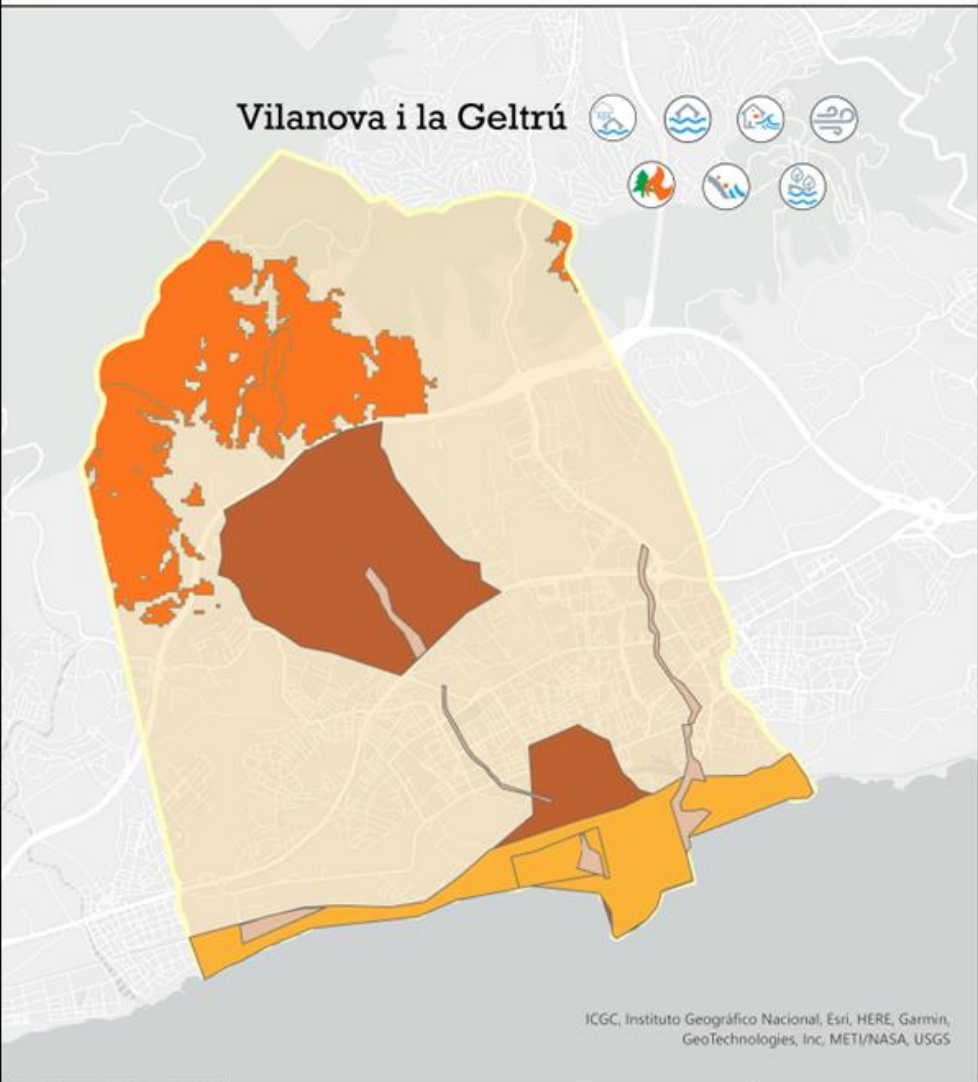 Vilanova i la Geltrú
ICGC, Instituto Geográfico Nacional, Esri, HERE, Garmin,
GeoTechnologies, Inc, METI/NASA, USGS